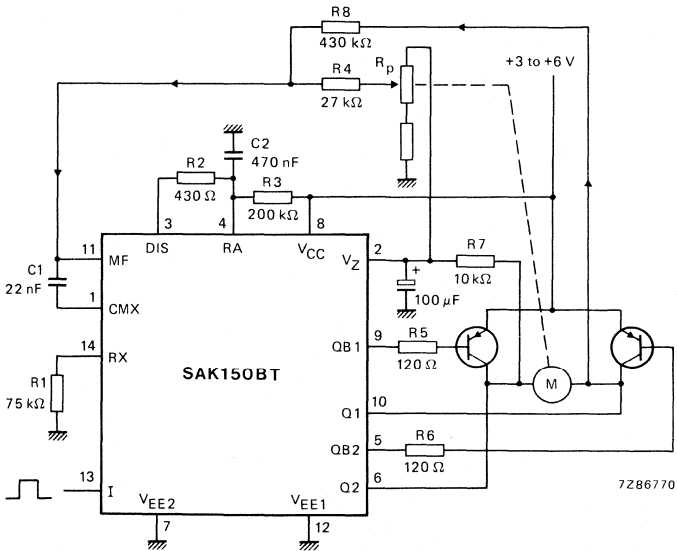 R8
430 kΩ
+3 to +6 V
R4
Rp
27 kΩ
C2
470 nF
R2
430 Ω
R3
200 kΩ
3
4
8
DIS
RA
VCC
11
MF
C1
22 nF
1
CMX
2
VZ
R7
10 kΩ
+
100 µF
14
RX
R1
75 kΩ
SAK150BT
9
QB1
R5
120 Ω
M
10
Q1
5
QB2
R6
120 Ω
6
Q2
7Z86770
13
I
VEE2
VEE1
7
12